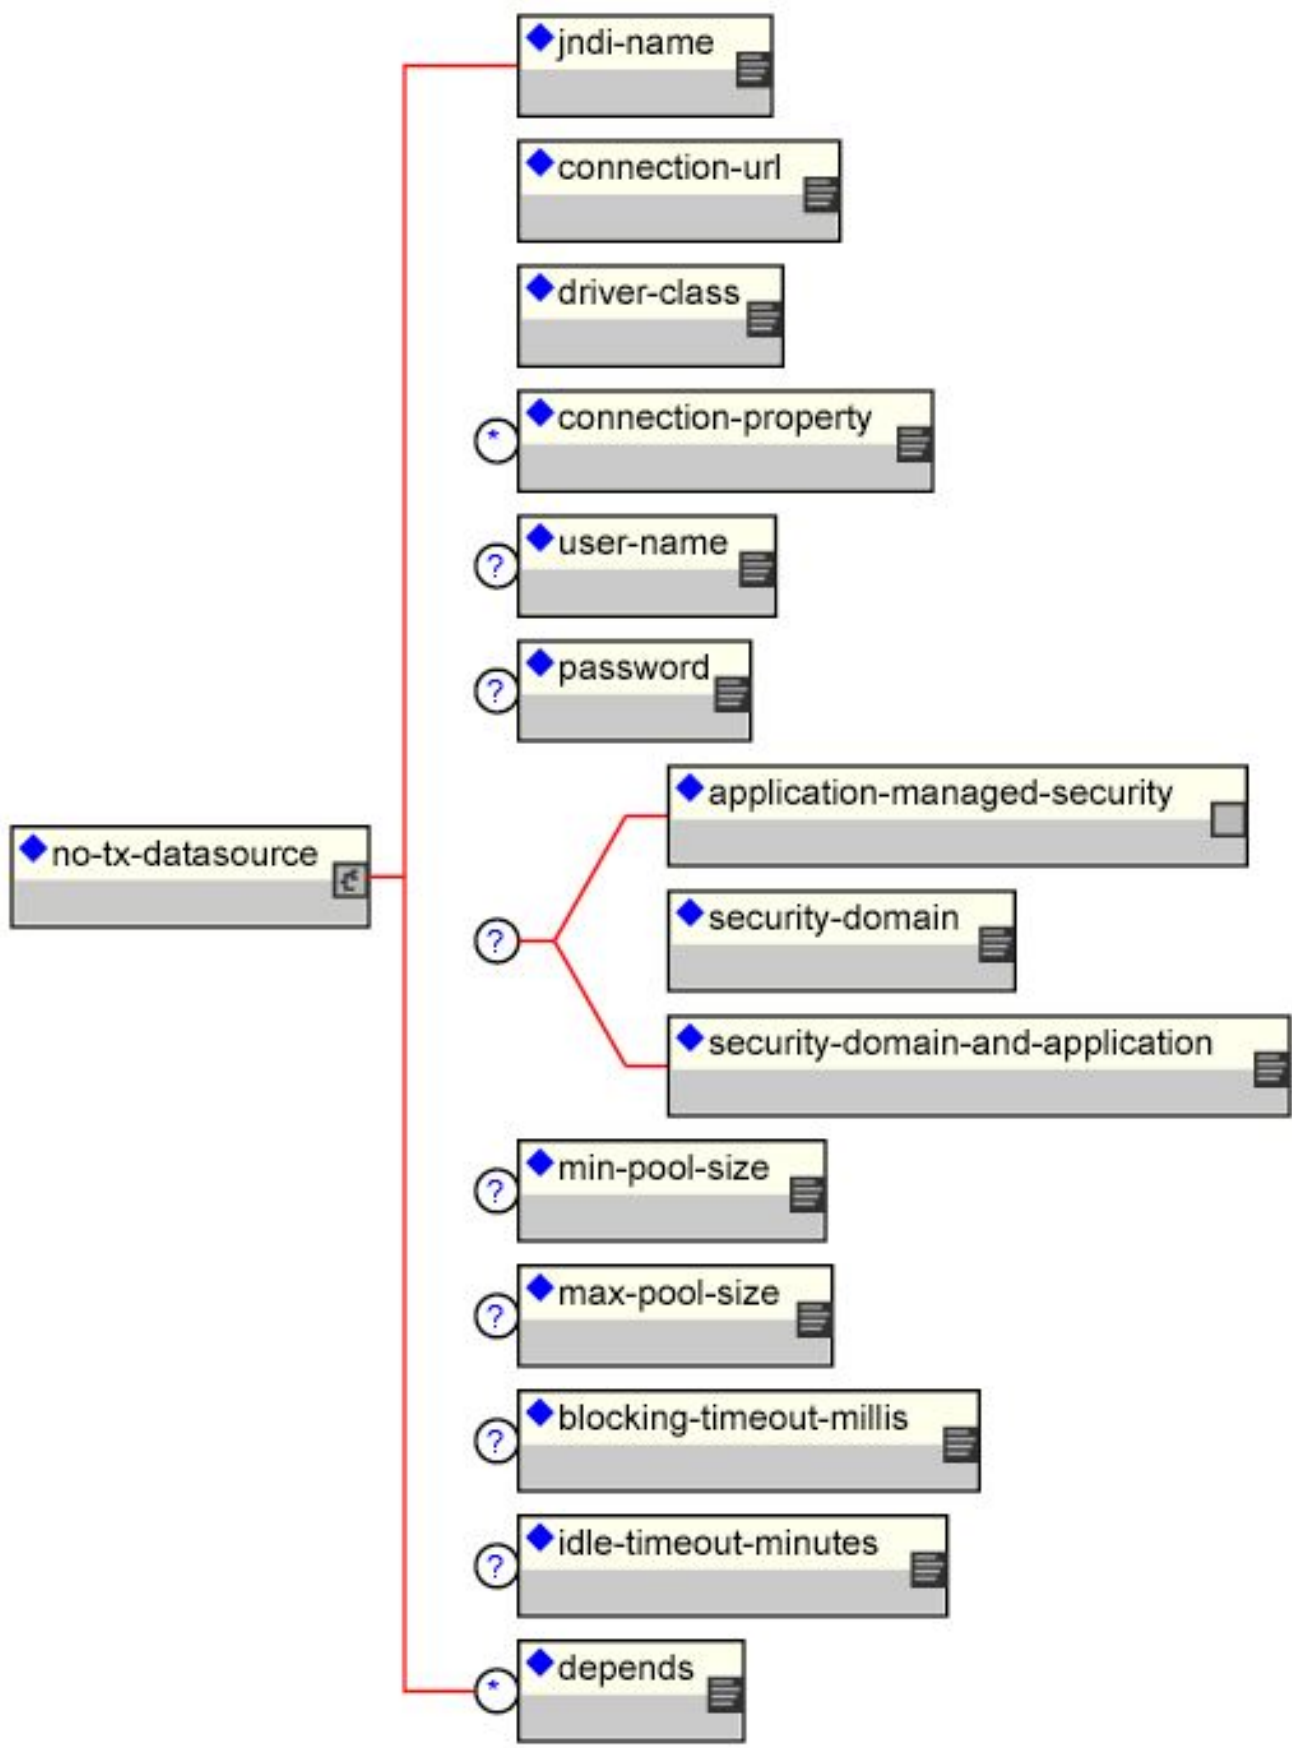 jndi-name
connection-url
driver-class
* connection-property
? user-name
? password
application-managed-security
no-tx-datasource
? security-domain
security-domain-and-application
? min-pool-size
? max-pool-size
? blocking-timeout-millis
? idle-timeout-minutes
* depends